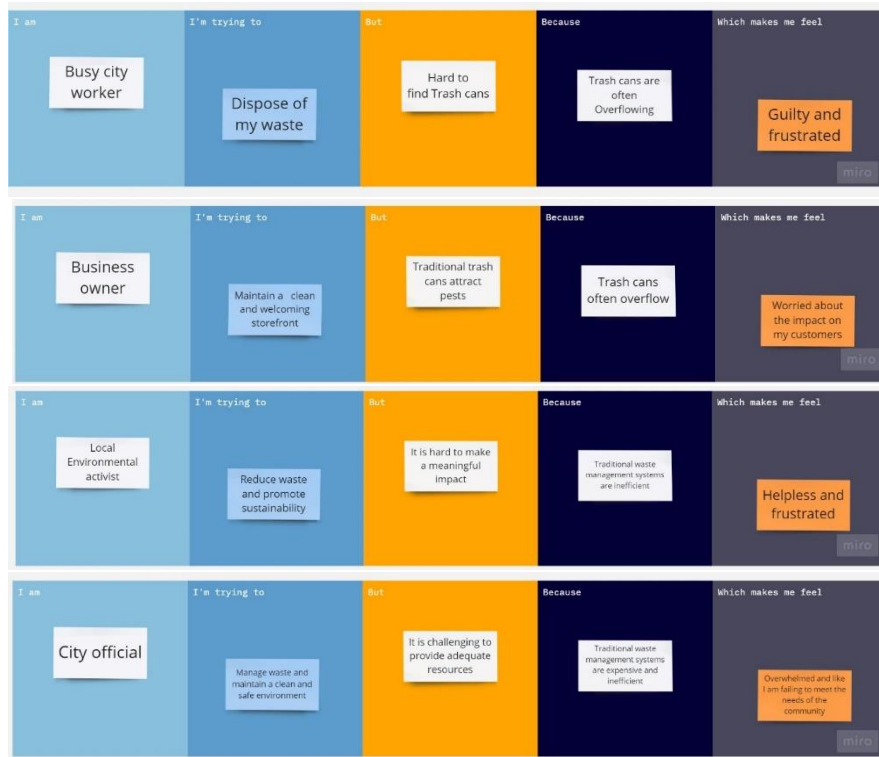 I am
I'm trying to
But
Because
Which makes me feel
Busy city
worker
Dispose of
my waste
Hard to
find Trash cans
Trash cans are
often
Overflowing
Guilty and
frustrated
miro
I am
I'm trying to
But
Because
Which makes me feel
Business
owner
Maintain a clean
and welcoming
storefront
Traditional trash
cans attract
pests
Trash cans
often overflow
Worried about
the impact on
my customers
miro
I am
I'm trying to
But
Because
Which makes me feel
Local
Environmental
activist
Reduce waste
and promote
sustainability
It is hard to make
a meaningful
impact
Traditional waste
management systems
are inefficient
Helpless and
frustrated
miro
I am
I'm trying to
But
Because
Which makes me feel
City official
Manage waste and
maintain a clean and
safe environment
It is challenging to
provide adequate
resources
Traditional waste
management systems
are expensive and
inefficient
Overwhelmed and like
I am failing to meet the
needs of the
community
miro